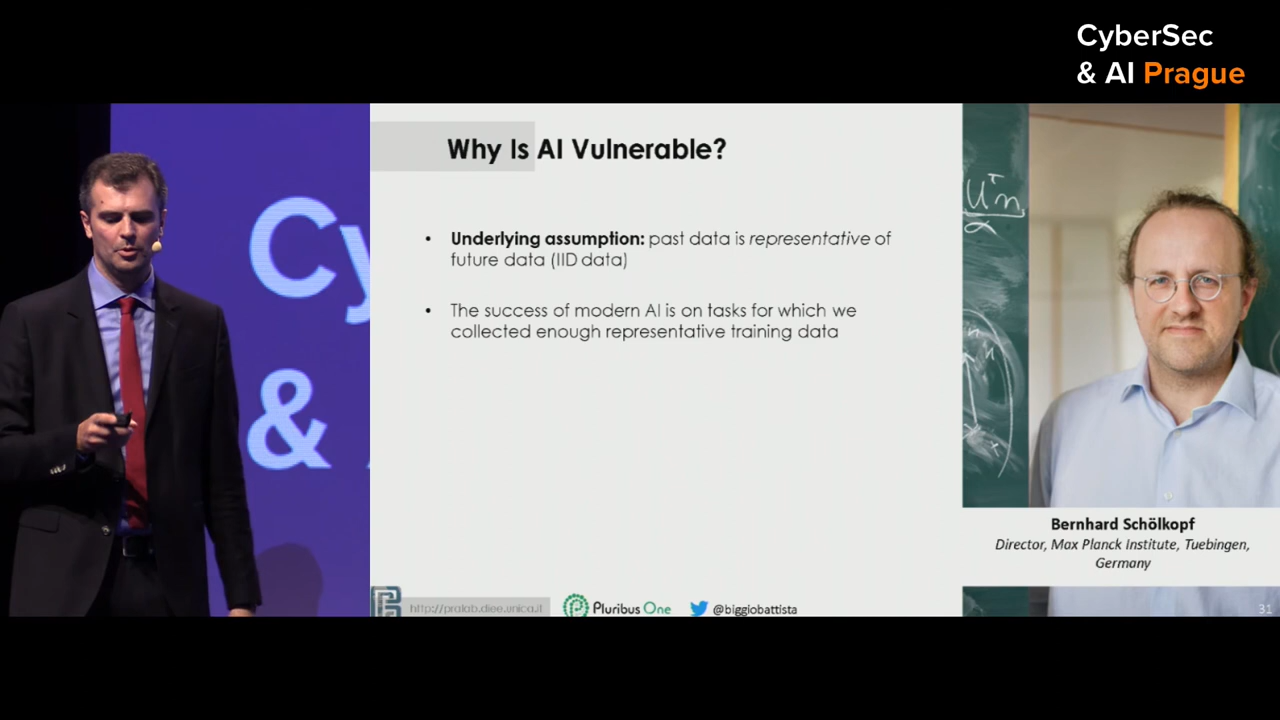 CyberSec
& AI Prague
Cy
&
Why Is AI Vulnerable?
• Underlying assumption: past data is representative of
future data (IID data)
• The success of modern AI is on tasks for which we
collected enough representative training data
Bernhard Schölkopf
Director, Max Planck Institute, Tuebingen,
Germany
http://pralab.diee.unica.it
Pluribus One
@biggiobattista
31